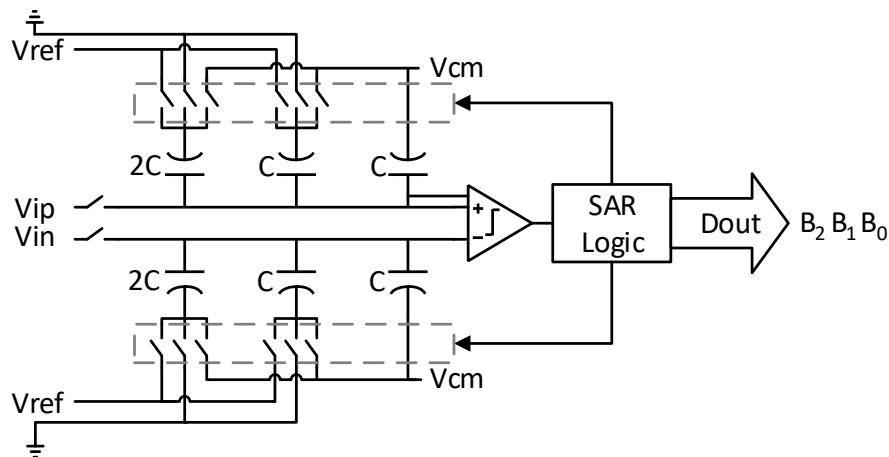 Vref
Vcm
2C
C
C
Vip
Vin
+
−
SAR
Logic
Dout
B2 B1 B0
2C
C
C
Vcm
Vref